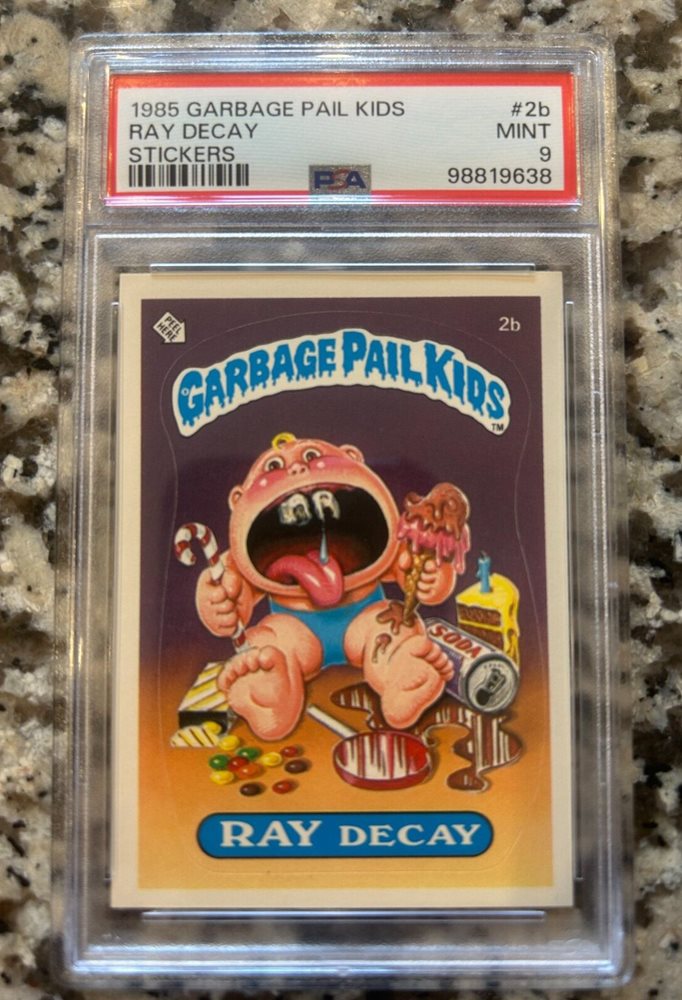 1985 GARBAGE PAIL KIDS #2b
RAY DECAY MINT
STICKERS 9
PSA 98819638
PEEL HERE
2b
GARBAGE PAIL KIDS
TM
SODA
1
RAY DECAY